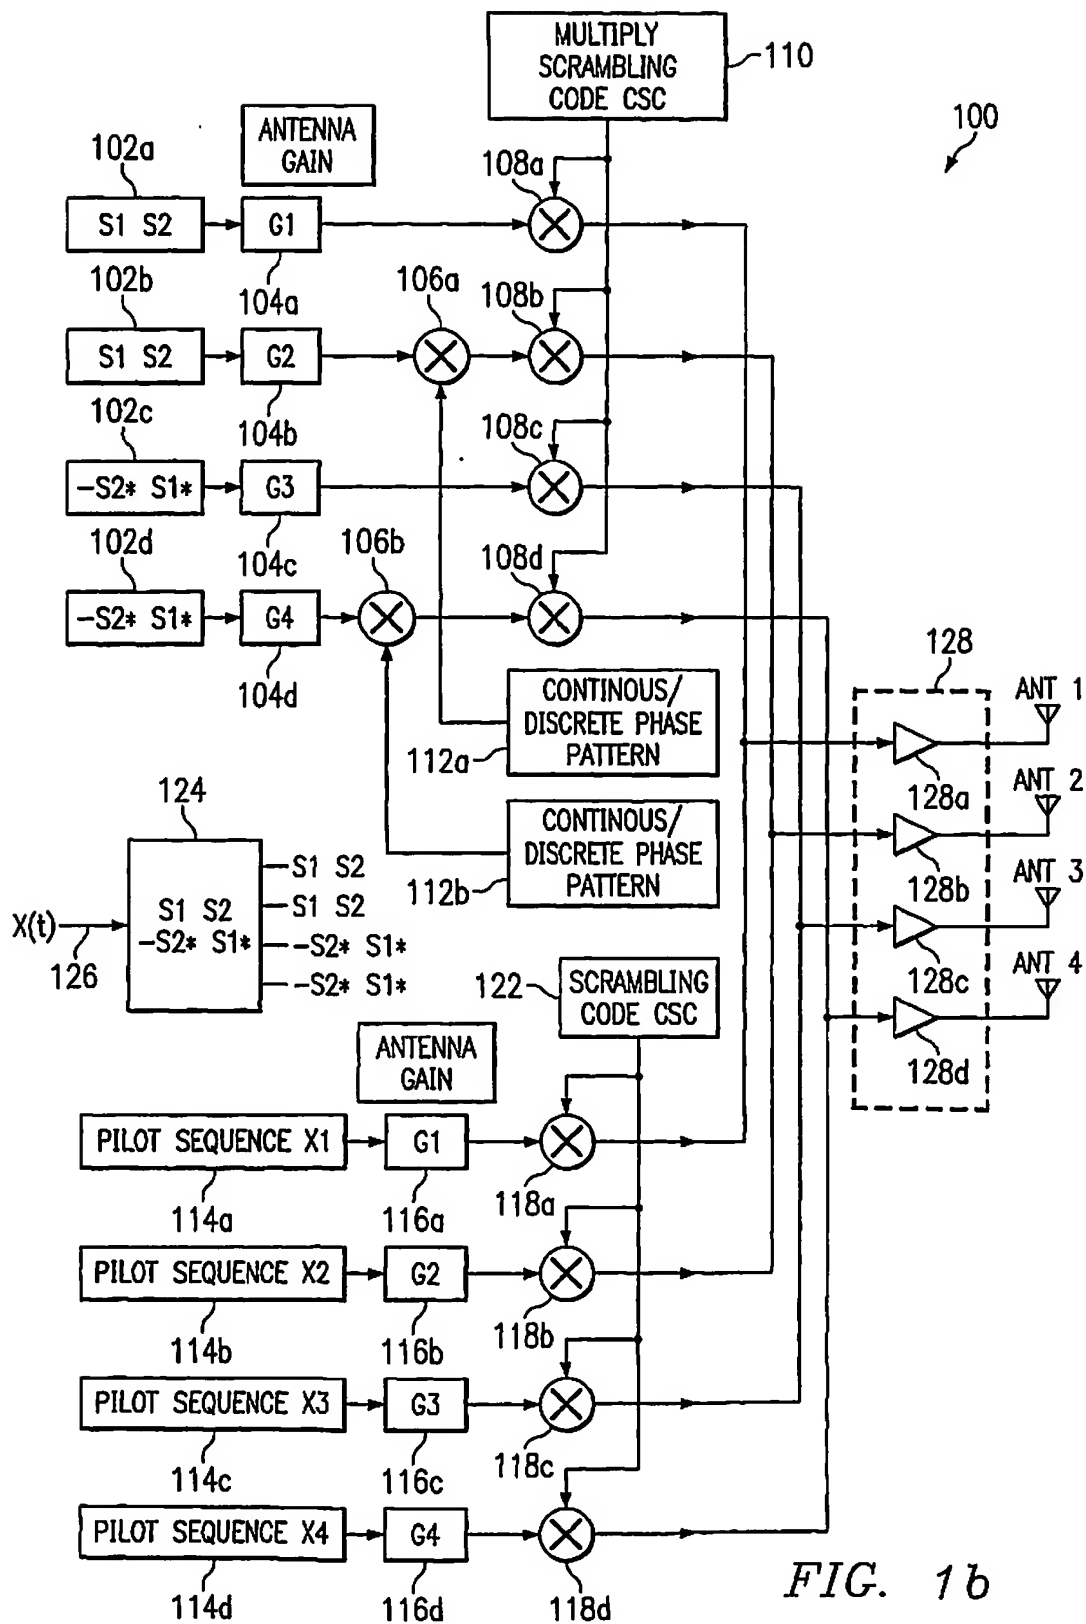 MULTIPLY
SCRAMBLING
CODE CSC
110
100
ANTENNA
GAIN
102a
108a
S1 S2
G1
104a
102b
106a
108b
S1 S2
G2
104b
102c
108c
-S2* S1*
G3
104c
102d
106b
108d
-S2* S1*
G4
104d
CONTINOUS/
DISCRETE PHASE
PATTERN
112a
CONTINOUS/
DISCRETE PHASE
PATTERN
112b
128
ANT 1
128a
ANT 2
128b
ANT 3
128c
ANT 4
128d
124
X(t)
126
S1 S2
-S2* S1*
S1 S2
S1 S2
-S2* S1*
-S2* S1*
122
SCRAMBLING
CODE CSC
ANTENNA
GAIN
PILOT SEQUENCE X1
G1
114a
116a
118a
PILOT SEQUENCE X2
G2
114b
116b
118b
PILOT SEQUENCE X3
G3
114c
116c
118c
PILOT SEQUENCE X4
G4
114d
116d
118d
FIG. 1b